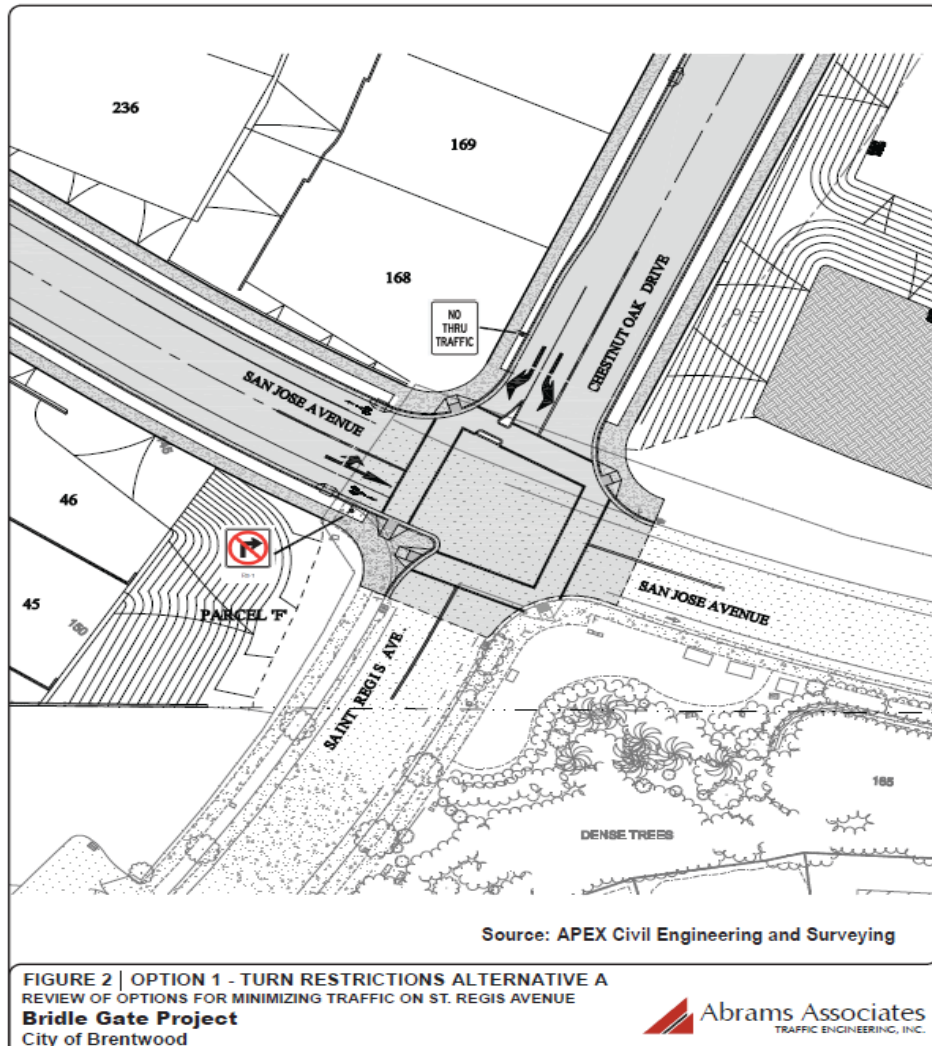 236
169
168
NO
THRU
TRAFFIC
CHESTNUT OAK DRIVE
SAN JOSE AVENUE
46
45
PARCEL 'F'
SAN JOSE AVENUE
SAINT REGIS AVE.
DENSE TREES
Source: APEX Civil Engineering and Surveying
FIGURE 2 | OPTION 1 - TURN RESTRICTIONS ALTERNATIVE A
REVIEW OF OPTIONS FOR MINIMIZING TRAFFIC ON ST. REGIS AVENUE
Bridle Gate Project
City of Brentwood
Abrams Associates
TRAFFIC ENGINEERING, INC.